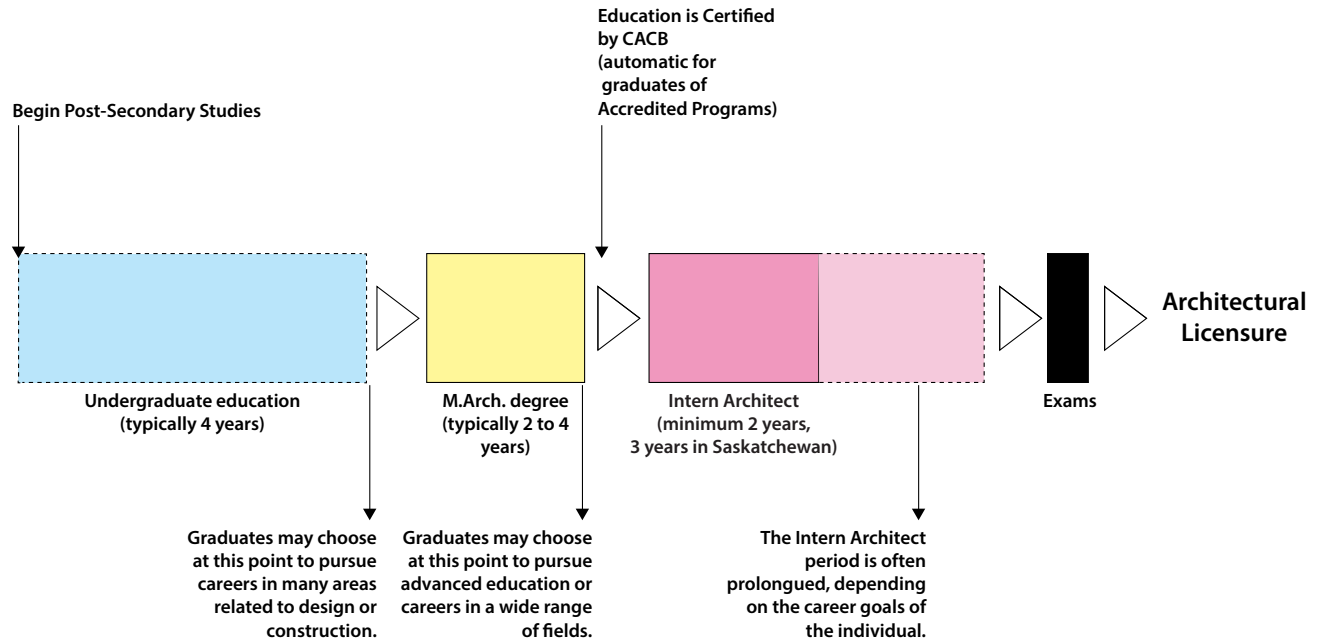 Education is Certified
by CACB
(automatic for
graduates of
Accredited Programs)
Begin Post-Secondary Studies
Architectural
Licensure
Undergraduate education
(typically 4 years)
M.Arch. degree
(typically 2 to 4
years)
Intern Architect
(minimum 2 years,
3 years in Saskatchewan)
Exams
Graduates may choose
at this point to pursue
careers in many areas
related to design or
construction.
Graduates may choose
at this point to pursue
advanced education or
careers in a wide range
of fields.
The Intern Architect
period is often
prolongued, depending
on the career goals of
the individual.